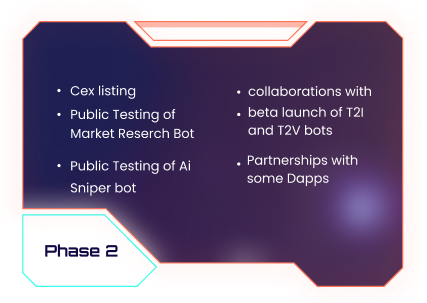 • Cex listing
• Public Testing of
Market Reserch Bot
• Public Testing of Ai
Sniper bot
• collaborations with
• beta launch of T2I
and T2V bots
• Partnerships with
some Dapps
Phase 2